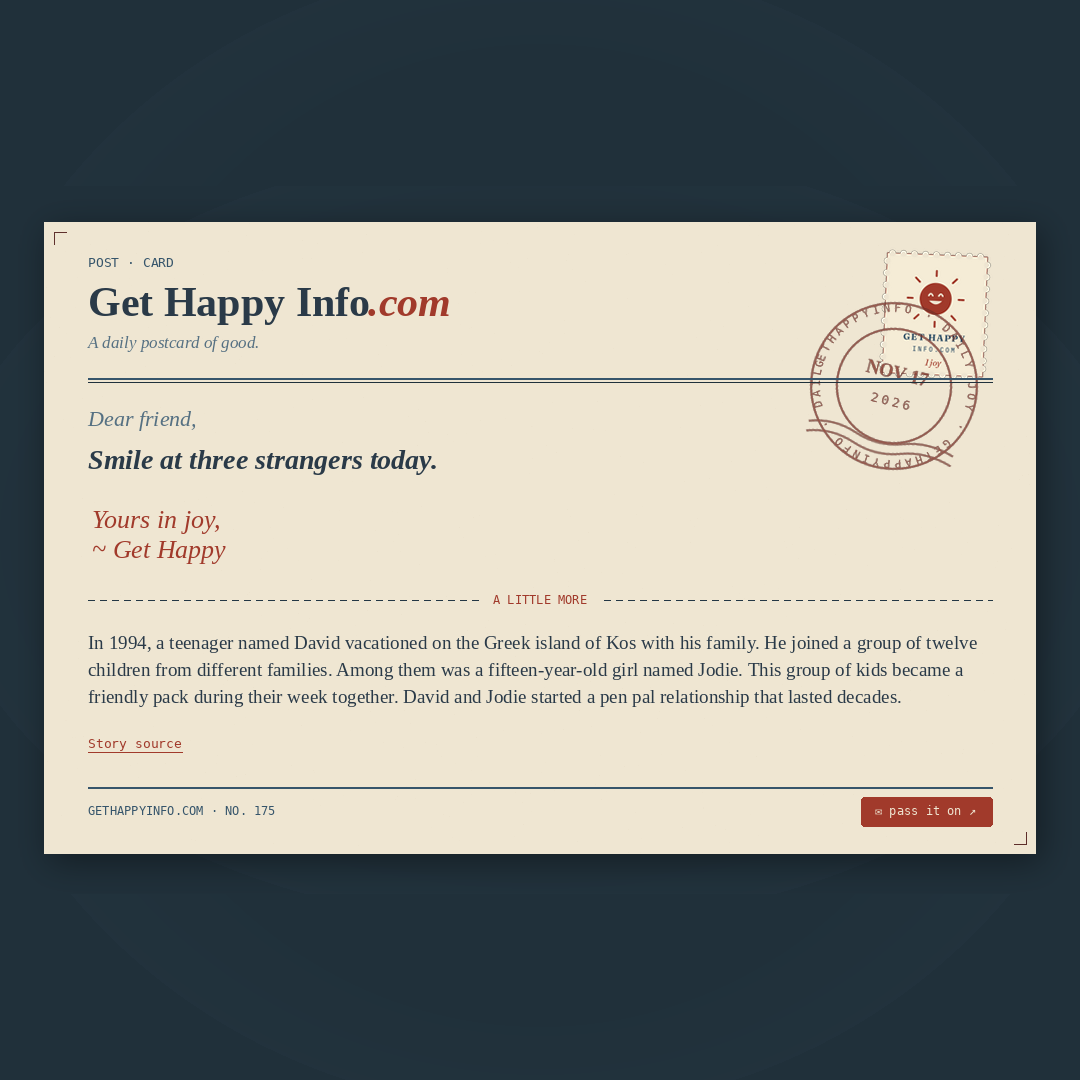 POST · CARD
Get Happy Info.com
A daily postcard of good.
GET HAPPY
INFO.COM
1 joy
GETHAPPYINFO · DAILY JOY · GETHAPPYINFO · DAIL
NOV 17
2026
Dear friend,
Smile at three strangers today.
Yours in joy,
~ Get Happy
A LITTLE MORE
In 1994, a teenager named David vacationed on the Greek island of Kos with his family. He joined a group of twelve
children from different families. Among them was a fifteen-year-old girl named Jodie. This group of kids became a
friendly pack during their week together. David and Jodie started a pen pal relationship that lasted decades.
Story source
GETHAPPYINFO.COM · NO. 175
✉ pass it on ↗